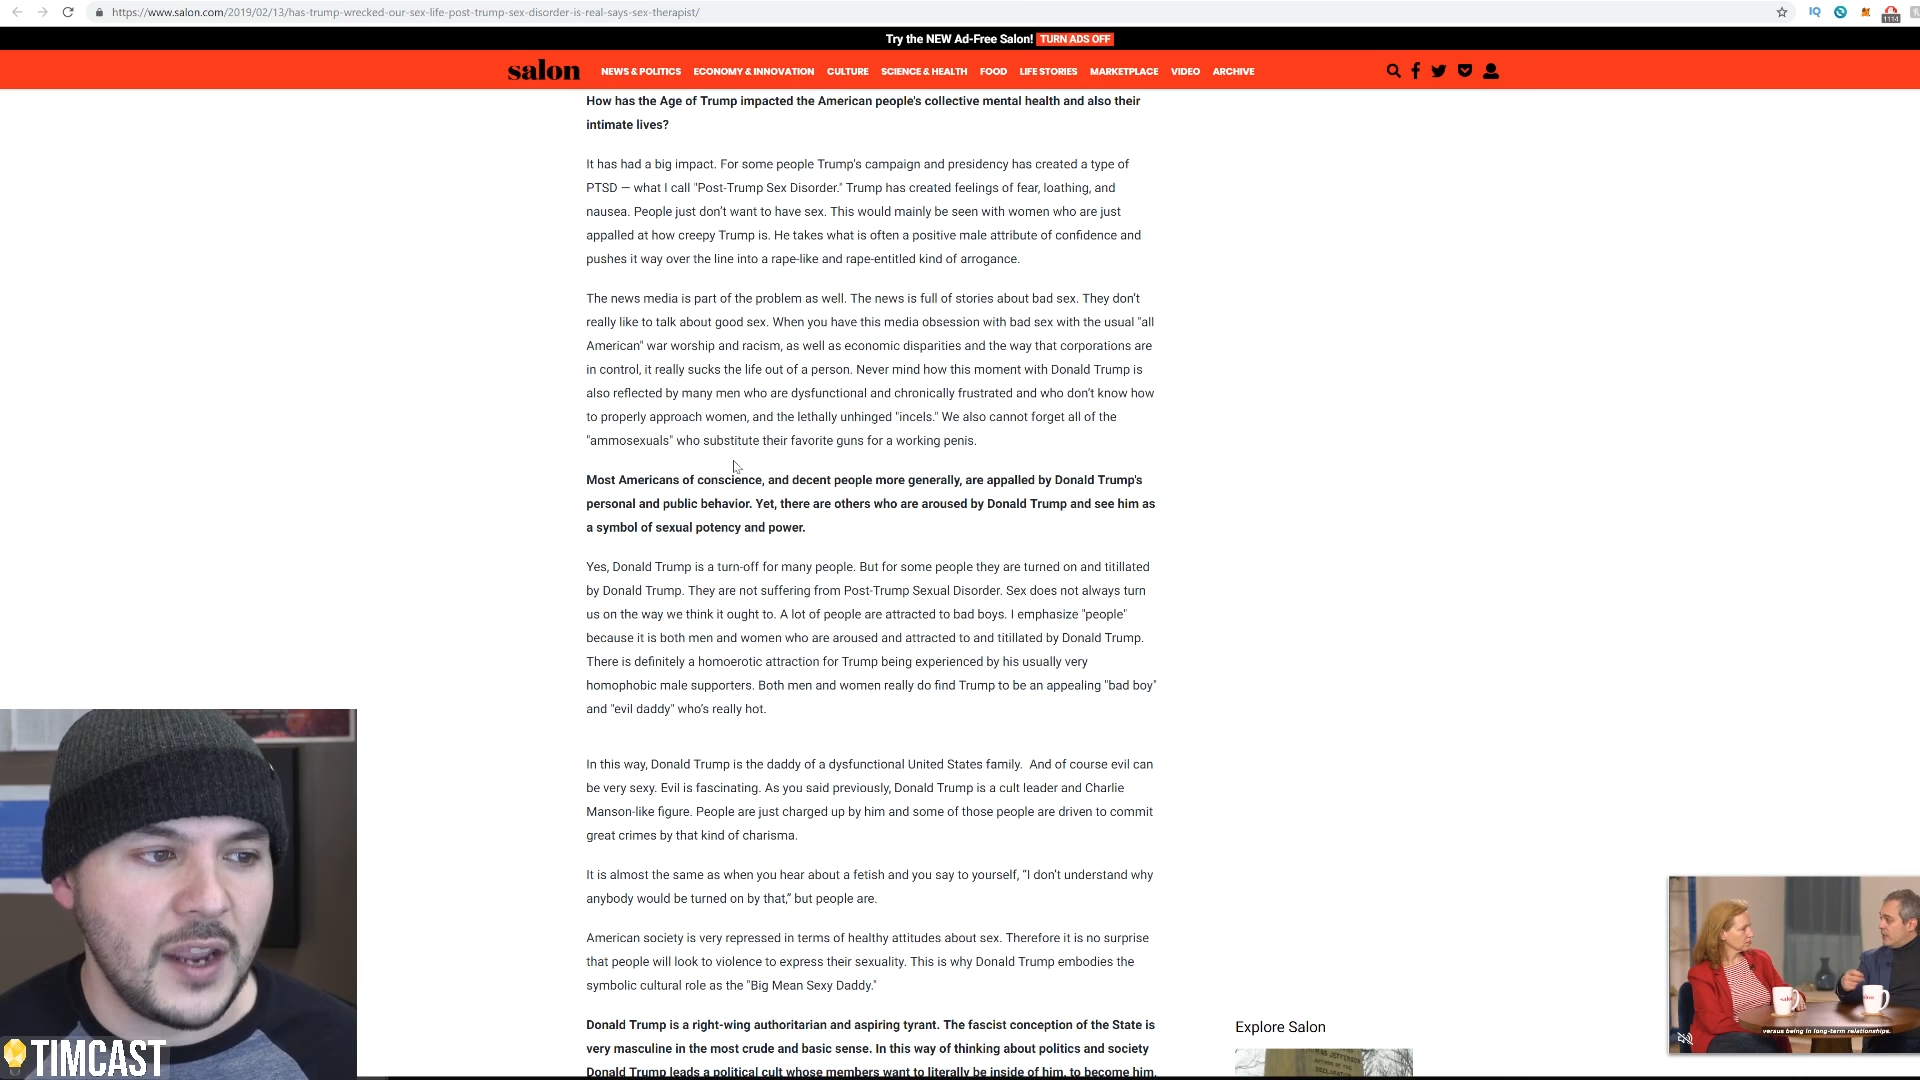 https://www.salon.com/2019/02/13/has-trump-wrecked-our-sex-life-post-trump-sex-disorder-is-real-says-sex-therapist/
IQ
1114
Try the NEW Ad-Free Salon! TURN ADS OFF
salon NEWS & POLITICS ECONOMY & INNOVATION CULTURE SCIENCE & HEALTH FOOD LIFE STORIES MARKETPLACE VIDEO ARCHIVE
How has the Age of Trump impacted the American people's collective mental health and also their
intimate lives?
It has had a big impact. For some people Trump's campaign and presidency has created a type of
PTSD — what I call "Post-Trump Sex Disorder." Trump has created feelings of fear, loathing, and
nausea. People just don’t want to have sex. This would mainly be seen with women who are just
appalled at how creepy Trump is. He takes what is often a positive male attribute of confidence and
pushes it way over the line into a rape-like and rape-entitled kind of arrogance.
The news media is part of the problem as well. The news is full of stories about bad sex. They don’t
really like to talk about good sex. When you have this media obsession with bad sex with the usual "all
American" war worship and racism, as well as economic disparities and the way that corporations are
in control, it really sucks the life out of a person. Never mind how this moment with Donald Trump is
also reflected by many men who are dysfunctional and chronically frustrated and who don’t know how
to properly approach women, and the lethally unhinged "incels." We also cannot forget all of the
"ammosexuals" who substitute their favorite guns for a working penis.
Most Americans of conscience, and decent people more generally, are appalled by Donald Trump's
personal and public behavior. Yet, there are others who are aroused by Donald Trump and see him as
a symbol of sexual potency and power.
Yes, Donald Trump is a turn-off for many people. But for some people they are turned on and titillated
by Donald Trump. They are not suffering from Post-Trump Sexual Disorder. Sex does not always turn
us on the way we think it ought to. A lot of people are attracted to bad boys. I emphasize "people"
because it is both men and women who are aroused and attracted to and titillated by Donald Trump.
There is definitely a homoerotic attraction for Trump being experienced by his usually very
homophobic male supporters. Both men and women really do find Trump to be an appealing "bad boy"
and "evil daddy" who’s really hot.
In this way, Donald Trump is the daddy of a dysfunctional United States family. And of course evil can
be very sexy. Evil is fascinating. As you said previously, Donald Trump is a cult leader and Charlie
Manson-like figure. People are just charged up by him and some of those people are driven to commit
great crimes by that kind of charisma.
It is almost the same as when you hear about a fetish and you say to yourself, “I don’t understand why
anybody would be turned on by that,” but people are.
American society is very repressed in terms of healthy attitudes about sex. Therefore it is no surprise
that people will look to violence to express their sexuality. This is why Donald Trump embodies the
symbolic cultural role as the "Big Mean Sexy Daddy."
Donald Trump is a right-wing authoritarian and aspiring tyrant. The fascist conception of the State is
very masculine in the most crude and basic sense. In this way of thinking about politics and society
Donald Trump leads a political cult whose members want to literally be inside of him, to become him,
Explore Salon
THOMAS JEFFERSON
versus being in long-term relationships.
TIMCAST